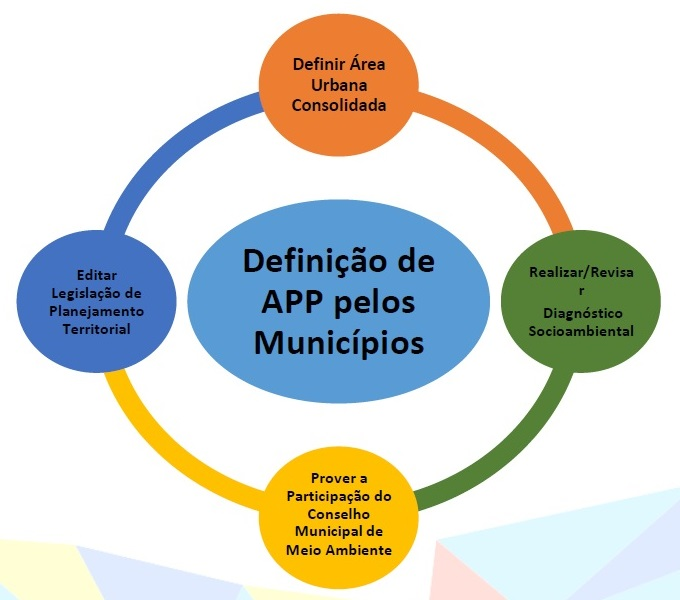 Definir Área
Urbana
Consolidada
Editar
Legislação de
Planejamento
Territorial
Definição de
APP pelos
Municípios
Realizar/Revisa
r
Diagnóstico
Socioambiental
Prover a
Participação do
Conselho
Municipal de
Meio Ambiente